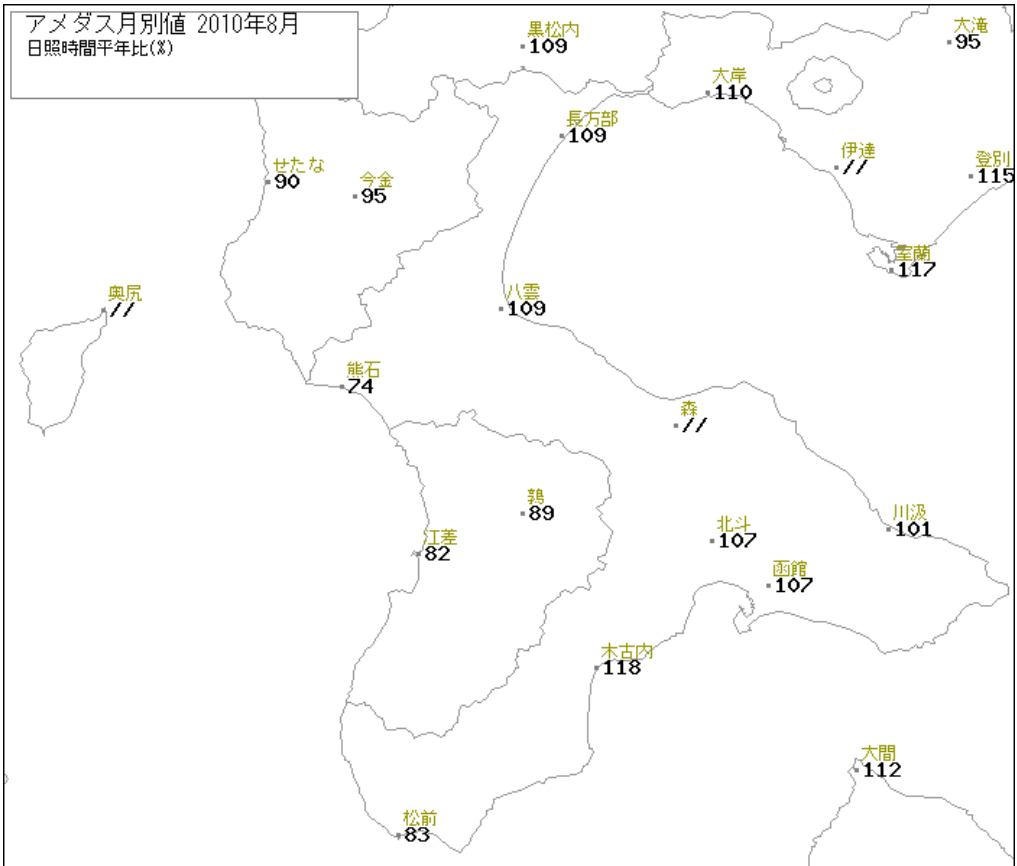 アメダス月別値 2010年8月
日照時間平年比(%)
黒松内
109
大滝
95
大岸
110
長万部
109
伊達
//
登別
115
せたな
90
今金
95
室蘭
117
奥尻
//
八雲
109
熊石
74
森
//
鶉
89
川汲
101
北斗
107
江差
82
函館
107
木古内
118
大間
112
松前
83